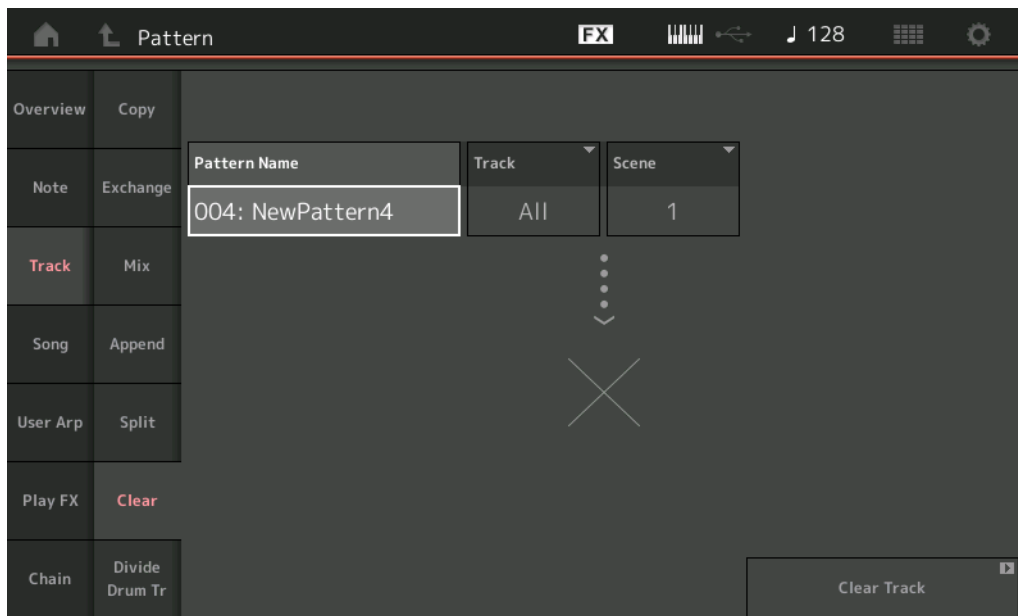 Pattern
FX
♩ 128
Overview
Copy
Note
Exchange
Track
Mix
Song
Append
User Arp
Split
Play FX
Clear
Chain
Divide
Drum Tr
Pattern Name
Track
Scene
004: NewPattern4
All
1
Clear Track